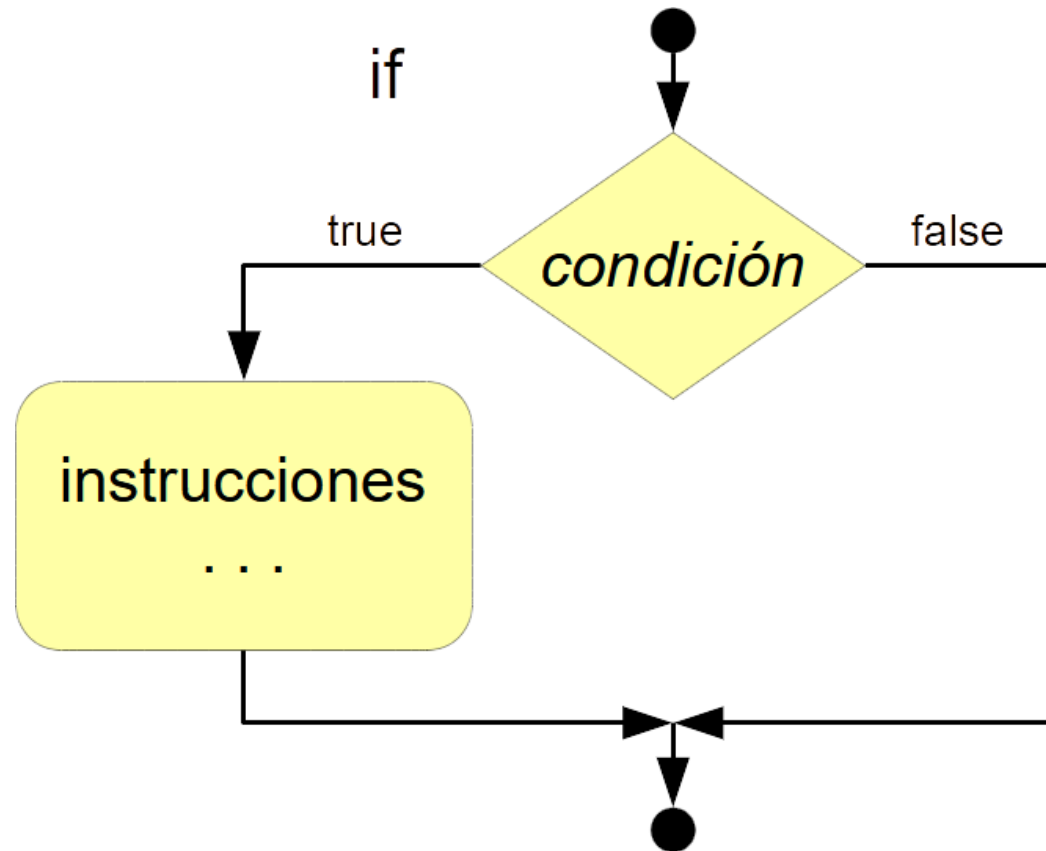 if
true
false
condición
instrucciones
. . .